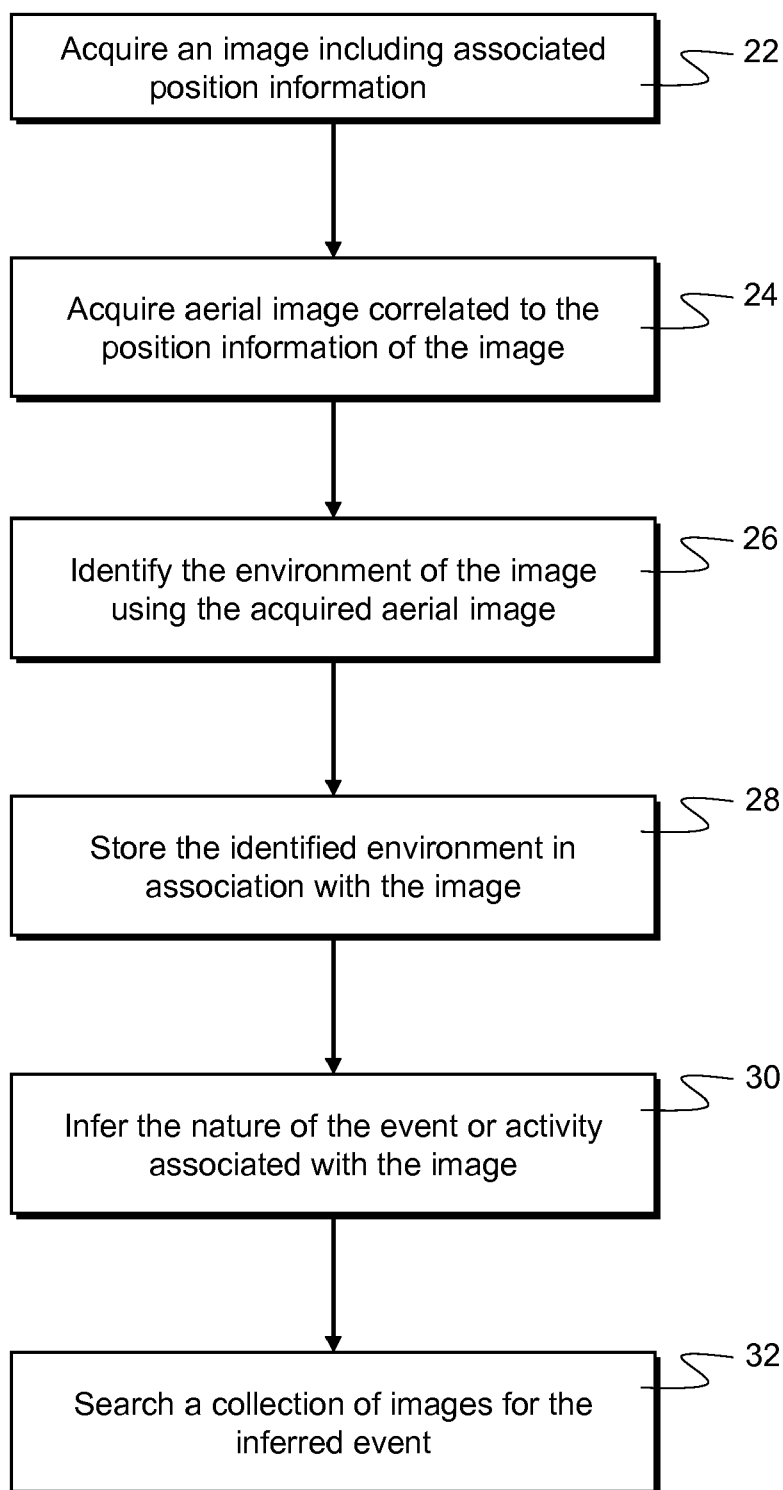 Acquire an image including associated
position information
22
Acquire aerial image correlated to the
position information of the image
24
Identify the environment of the image
using the acquired aerial image
26
Store the identified environment in
association with the image
28
Infer the nature of the event or activity
associated with the image
30
Search a collection of images for the
inferred event
32